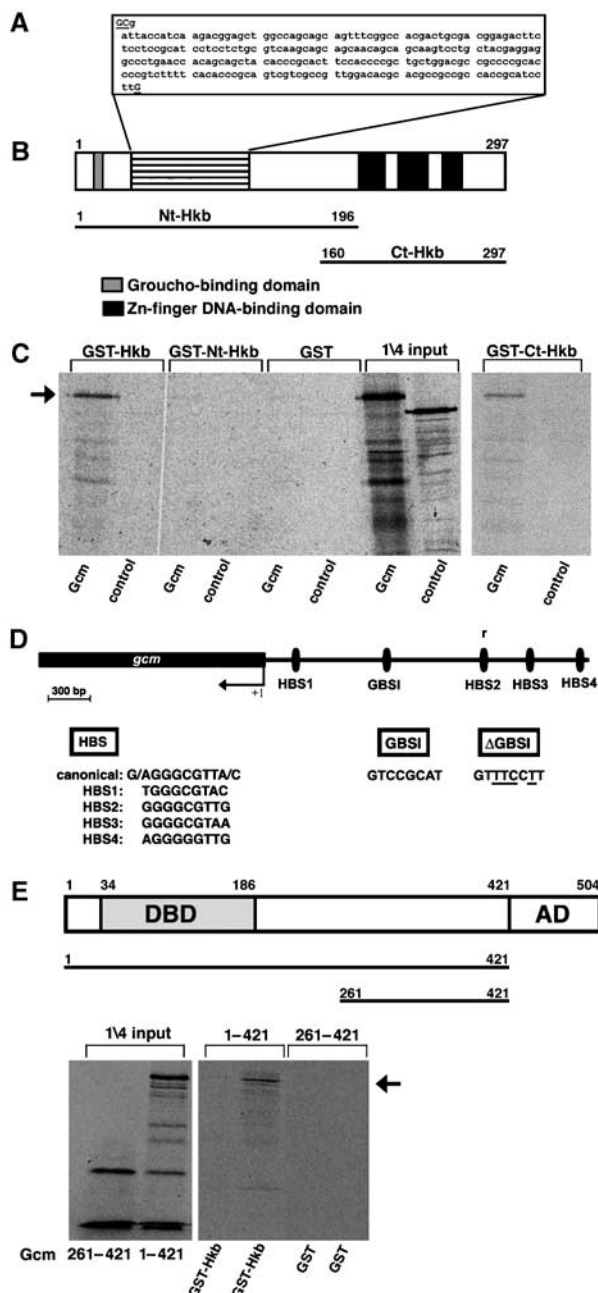 A
GCg
attaccatca agacggagct ggccagcagc agtttcggcc acgactgcga cggagacttc
tcctccgcat cctcctctgc gtcaagcagc agcaacagca gcaagtcctg ctacgaggag
gccctgaacc acagcagcta cacccgcact tccacccgc tgctggacgc cgccccgcac
cccgtctttt cacacccgca gtcgtcgccg ttggacacgc acgccgccgc caccgcatcc
ttG
B
1 297
1 Nt-Hkb 196
160 Ct-Hkb 297
Groucho-binding domain
Zn-finger DNA-binding domain
C
GST-Hkb GST-Nt-Hkb GST 1\4 input GST-Ct-Hkb
Gcm control Gcm control Gcm control Gcm control Gcm control
D
r
gcm
+1 HBS1 GBSI HBS2 HBS3 HBS4
300 bp
HBS GBSI ΔGBSI
canonical: G/AGGGCGTTA/C GTCCGCAT GTTTCCTT
HBS1: TGGGCGTAC
HBS2: GGGGCGTTG
HBS3: GGGGCGTAA
HBS4: AGGGGGTTG
E
1 34 186 421 504
DBD AD
1 421
261 421
1\4 input 1–421 261–421
Gcm 261–421 1–421 GST-Hkb GST-Hkb GST GST